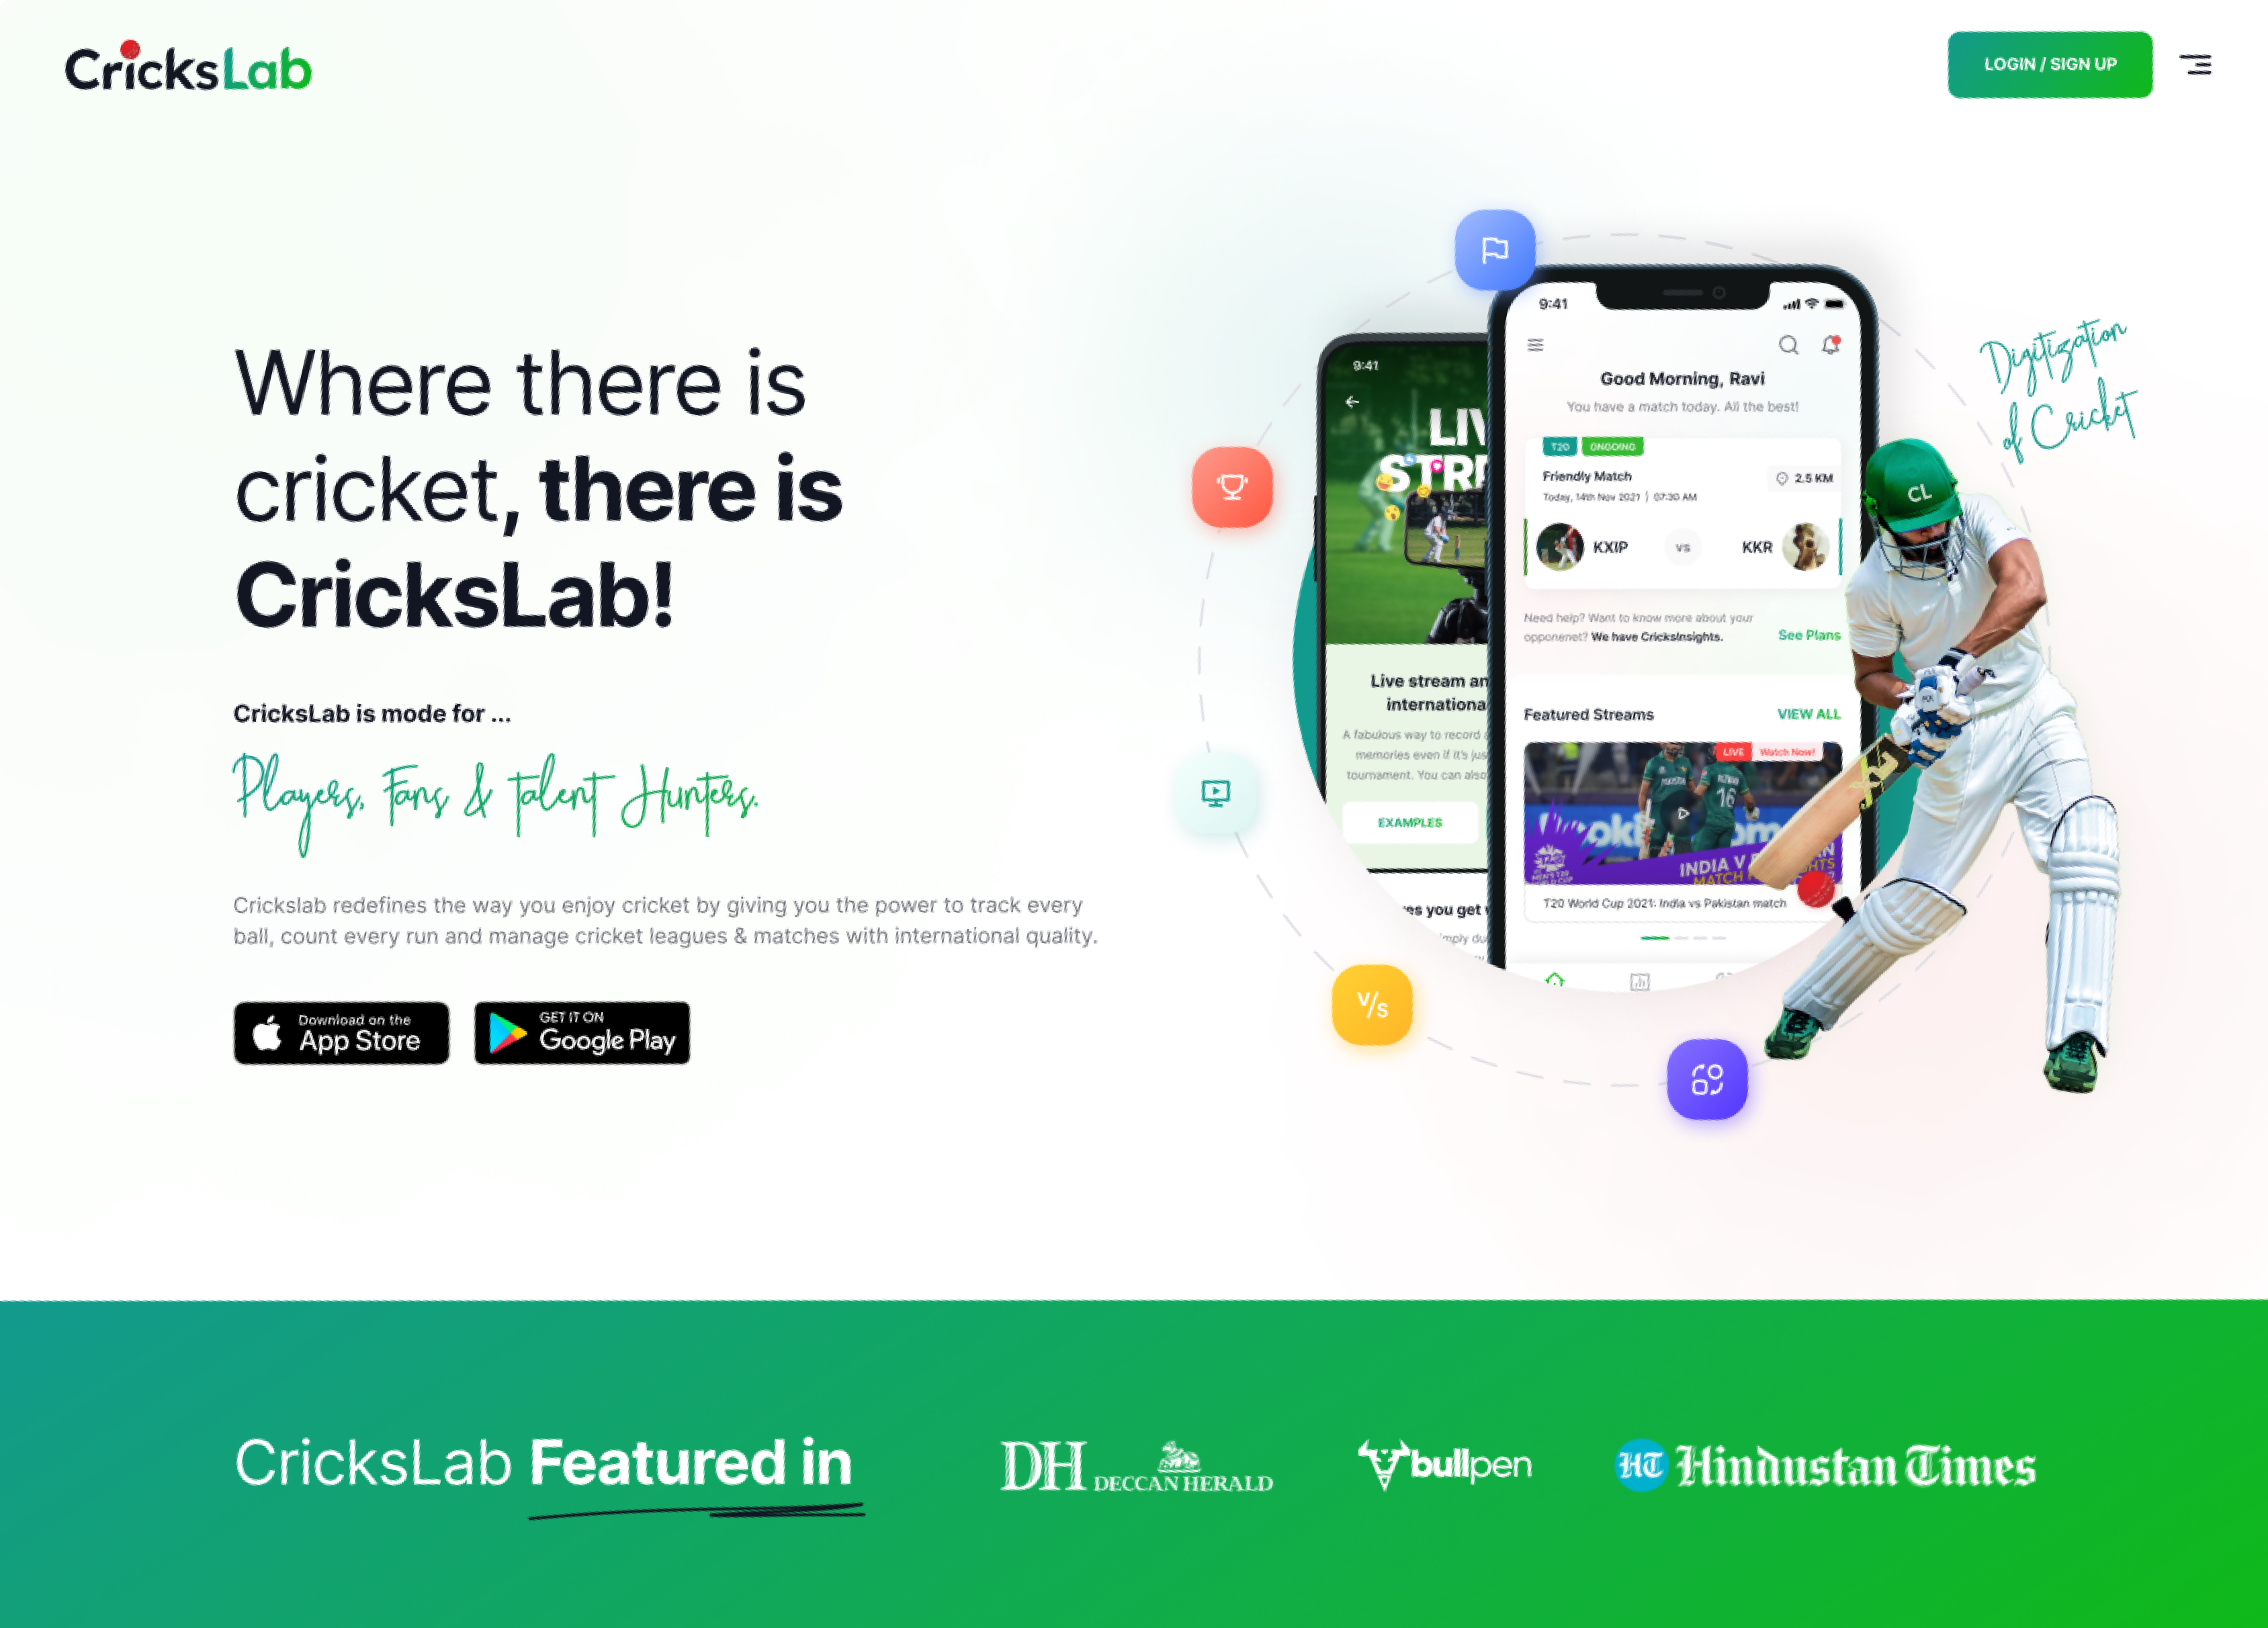 CricksLab
LOGIN / SIGN UP
Where there is
cricket, there is
CricksLab!
CricksLab is mode for ...
Players, Fans & Talent Hunters.
Crickslab redefines the way you enjoy cricket by giving you the power to track every
ball, count every run and manage cricket leagues & matches with international quality.
Download on the
App Store
GET IT ON
Google Play
9:41
LIV
STRE
Live stream an
internationa
A fabulous way to record
memories even if it's jus
tournament. You can also
EXAMPLES
es you get
mply du
9:41
Good Morning, Ravi
You have a match today. All the best!
T20 ONGOING
Friendly Match
2.5 KM
Today, 14th Nov 2021 | 07:30 AM
KXIP
VS
KKR
Need help? Want to know more about your
opponenet? We have CricksInsights.
See Plans
Featured Streams
VIEW ALL
LIVE Watch Now!
PAKISTAN
16
INDIA V
MATCH
T20 World Cup 2021: India vs Pakistan match
Digitization
of Cricket
CL
V/S
CricksLab Featured in
DH DECCAN HERALD
bullpen
HT Hindustan Times